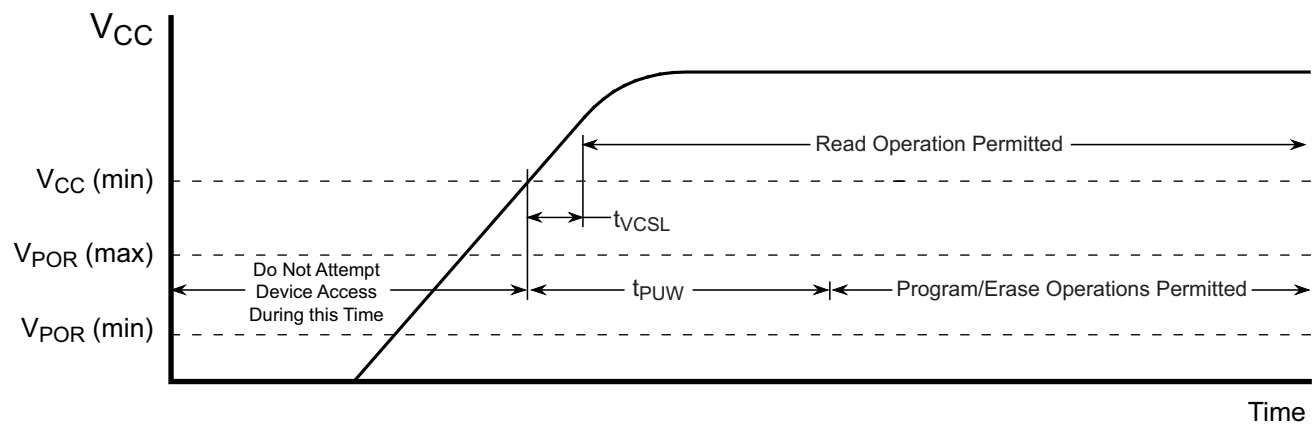 VCC
Read Operation Permitted
VCC (min)
tVCSL
VPOR (max)
Do Not Attempt
Device Access
During this Time
tPUW
Program/Erase Operations Permitted
VPOR (min)
Time